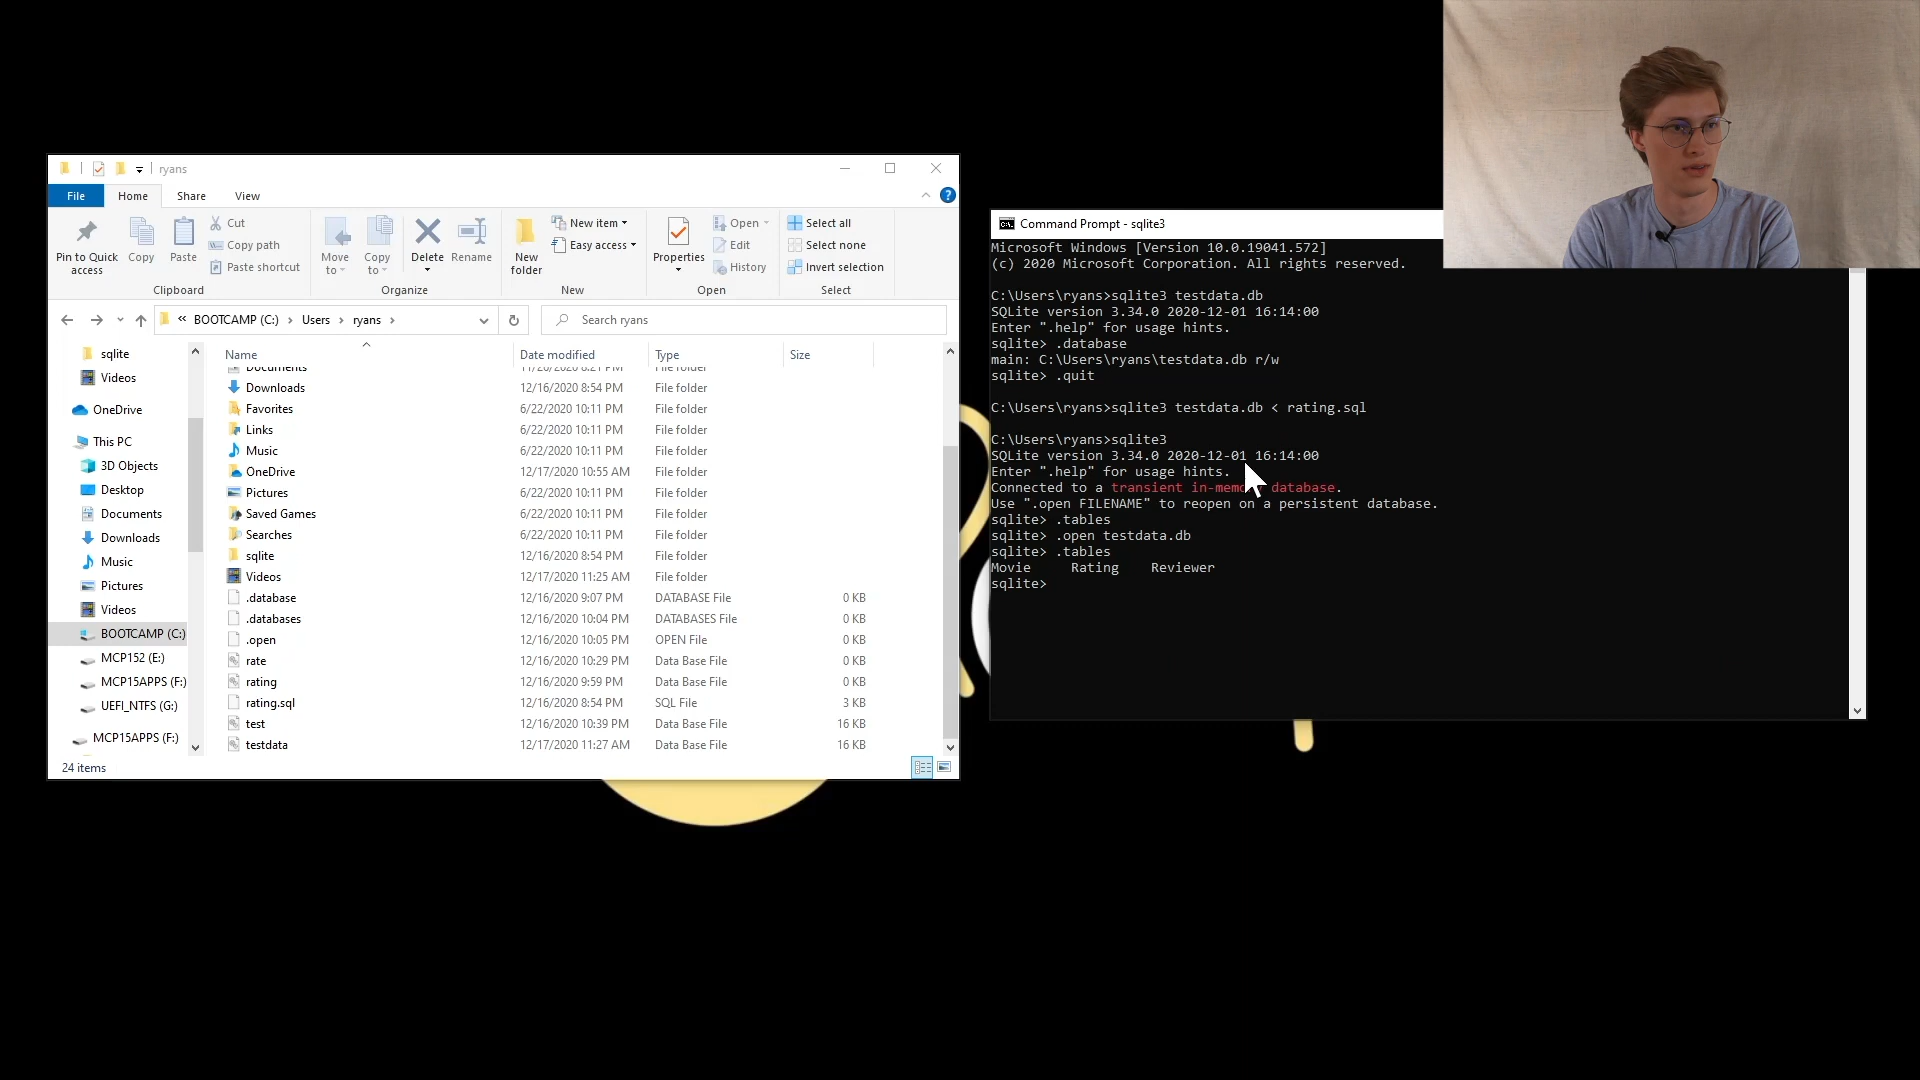 ryans
File Home Share View
Pin to Quick access
Copy
Paste
Cut
Copy path
Paste shortcut
Clipboard
Move to
Copy to
Delete
Rename
Organize
New folder
New item
Easy access
New
Properties
Open
Edit
History
Open
Select all
Select none
Invert selection
Select
« BOOTCAMP (C:) › Users › ryans ›
Search ryans
sqlite
Videos
OneDrive
This PC
3D Objects
Desktop
Documents
Downloads
Music
Pictures
Videos
BOOTCAMP (C:)
MCP152 (E:)
MCP15APPS (F:)
UEFI_NTFS (G:)
MCP15APPS (F:)
Name Date modified Type Size
Documents 11/26/2020 8:21 PM File folder
Downloads 12/16/2020 8:54 PM File folder
Favorites 6/22/2020 10:11 PM File folder
Links 6/22/2020 10:11 PM File folder
Music 6/22/2020 10:11 PM File folder
OneDrive 12/17/2020 10:55 AM File folder
Pictures 6/22/2020 10:11 PM File folder
Saved Games 6/22/2020 10:11 PM File folder
Searches 6/22/2020 10:11 PM File folder
sqlite 12/16/2020 8:54 PM File folder
Videos 12/17/2020 11:25 AM File folder
.database 12/16/2020 9:07 PM DATABASE File 0 KB
.databases 12/16/2020 10:04 PM DATABASES File 0 KB
.open 12/16/2020 10:05 PM OPEN File 0 KB
rate 12/16/2020 10:29 PM Data Base File 0 KB
rating 12/16/2020 9:59 PM Data Base File 0 KB
rating.sql 12/16/2020 8:54 PM SQL File 3 KB
test 12/16/2020 10:39 PM Data Base File 16 KB
testdata 12/17/2020 11:27 AM Data Base File 16 KB
24 items
Command Prompt - sqlite3
Microsoft Windows [Version 10.0.19041.572]
(c) 2020 Microsoft Corporation. All rights reserved.
C:\Users\ryans>sqlite3 testdata.db
SQLite version 3.34.0 2020-12-01 16:14:00
Enter ".help" for usage hints.
sqlite> .database
main: C:\Users\ryans\testdata.db r/w
sqlite> .quit
C:\Users\ryans>sqlite3 testdata.db < rating.sql
C:\Users\ryans>sqlite3
SQLite version 3.34.0 2020-12-01 16:14:00
Enter ".help" for usage hints.
Connected to a transient in-memory database.
Use ".open FILENAME" to reopen on a persistent database.
sqlite> .tables
sqlite> .open testdata.db
sqlite> .tables
Movie Rating Reviewer
sqlite>